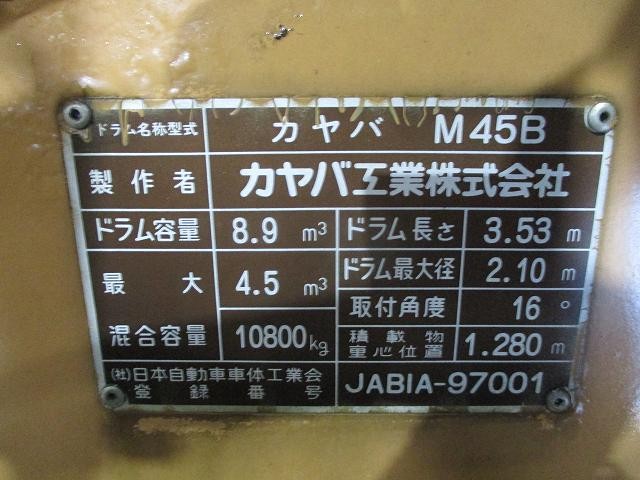 ドラム名称型式 カヤバ M45B
製作者 カヤバ工業株式会社
ドラム容量 8.9 m³ ドラム長さ 3.53 m
最大 4.5 m³ ドラム最大径 2.10 m
混合容量 10800kg 取付角度 16°
積載物
重心位置 1.280 m
(社)日本自動車車体工業会
登録番号 JABIA-97001